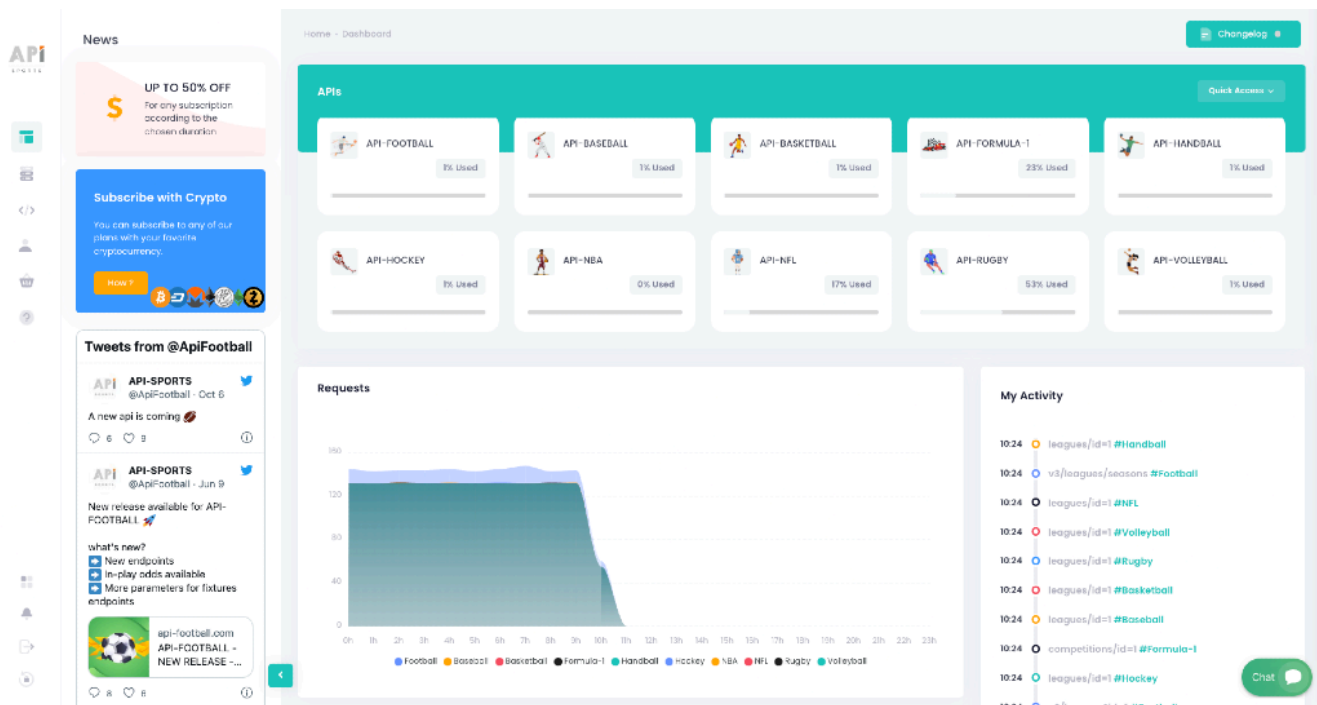 API
SPORTS
News
UP TO 50% OFF
For any subscription
according to the
chosen duration
Subscribe with Crypto
You can subscribe to any of our
plans with your favorite
cryptocurrency.
How ?
Tweets from @ApiFootball
API-SPORTS
@ApiFootball · Oct 6
A new api is coming 🏈
6
API-SPORTS
@ApiFootball · Jun 9
New release available for API-
FOOTBALL 🚀
what's new?
➡️ New endpoints
➡️ In-play odds available
➡️ More parameters for fixtures
endpoints
api-football.com
API-FOOTBALL -
NEW RELEASE -...
8 6
Home - Dashboard
Changelog
APIs
Quick Access
API-FOOTBALL
1% Used
API-BASEBALL
1% Used
API-BASKETBALL
1% Used
API-FORMULA-1
23% Used
API-HANDBALL
1% Used
API-HOCKEY
1% Used
API-NBA
0% Used
API-NFL
17% Used
API-RUGBY
53% Used
API-VOLLEYBALL
1% Used
Requests
160
120
80
40
0
0h 1h 2h 3h 4h 5h 6h 7h 8h 9h 10h 11h 12h 13h 14h 15h 16h 17h 18h 19h 20h 21h 22h 23h
Football Baseball Basketball Formula-1 Handball Hockey NBA NFL Rugby Volleyball
My Activity
10:24 leagues/id=1 #Handball
10:24 v3/leagues/seasons #Football
10:24 leagues/id=1 #NFL
10:24 leagues/id=1 #Volleyball
10:24 leagues/id=1 #Rugby
10:24 leagues/id=1 #Basketball
10:24 leagues/id=1 #Baseball
10:24 competitions/id=1 #Formula-1
10:24 leagues/id=1 #Hockey
Chat